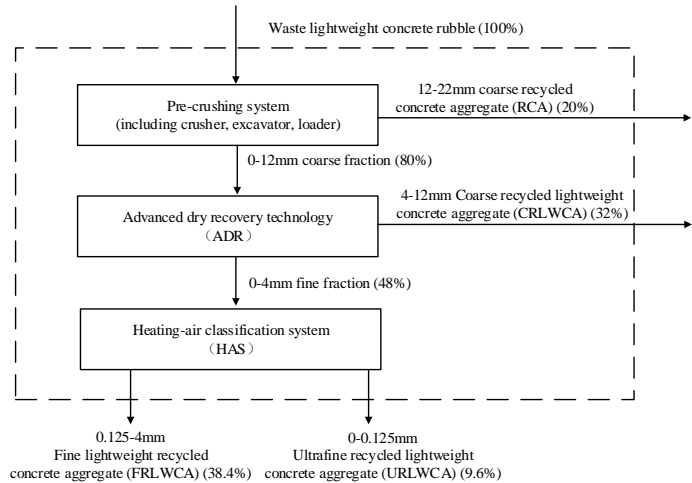 Waste lightweight concrete rubble (100%)
Pre-crushing system
(including crusher, excavator, loader)
12-22mm coarse recycled
concrete aggregate (RCA) (20%)
0-12mm coarse fraction (80%)
Advanced dry recovery technology
（ADR）
4-12mm Coarse recycled lightweight
concrete aggregate (CRLWCA) (32%)
0-4mm fine fraction (48%)
Heating-air classification system
（HAS）
0.125-4mm
Fine lightweight recycled
concrete aggregate (FRLWCA) (38.4%)
0-0.125mm
Ultrafine recycled lightweight
concrete aggregate (URLWCA) (9.6%)